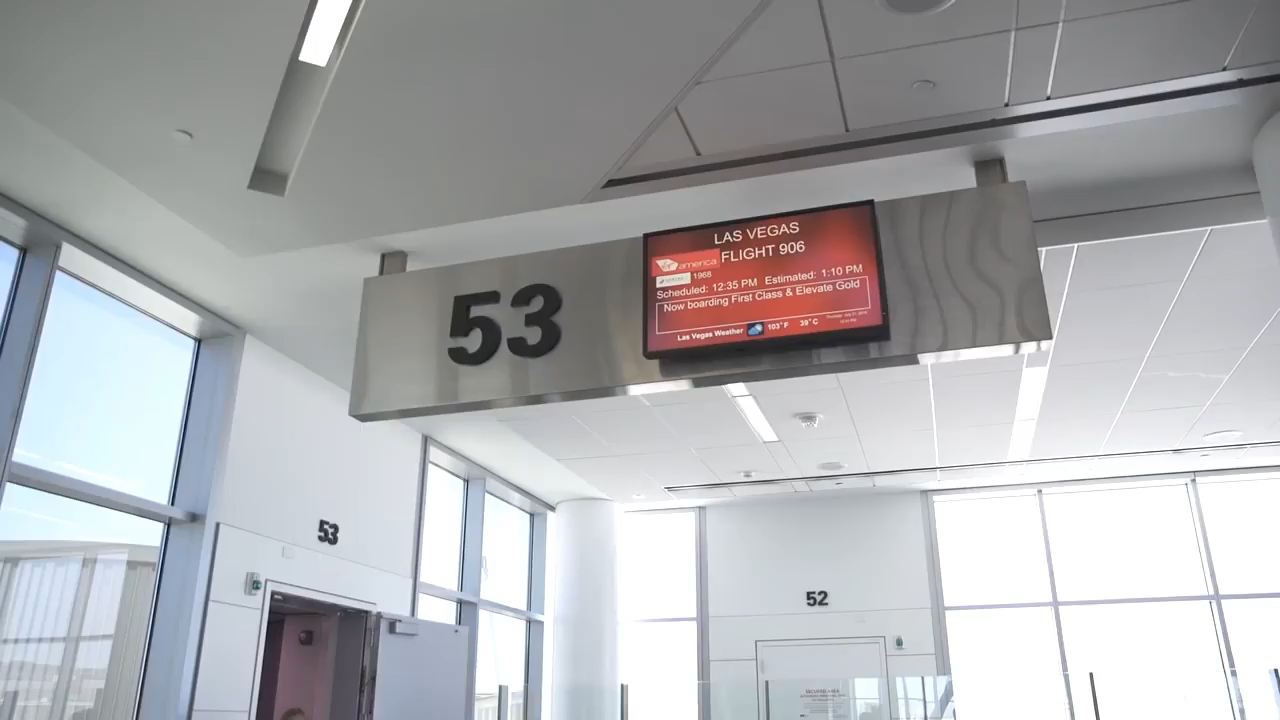 53
LAS VEGAS
FLIGHT 906
america
1968
Scheduled: 12:35 PM Estimated: 1:10 PM
Now boarding First Class & Elevate Gold
Las Vegas Weather 103°F 39°C
53
52